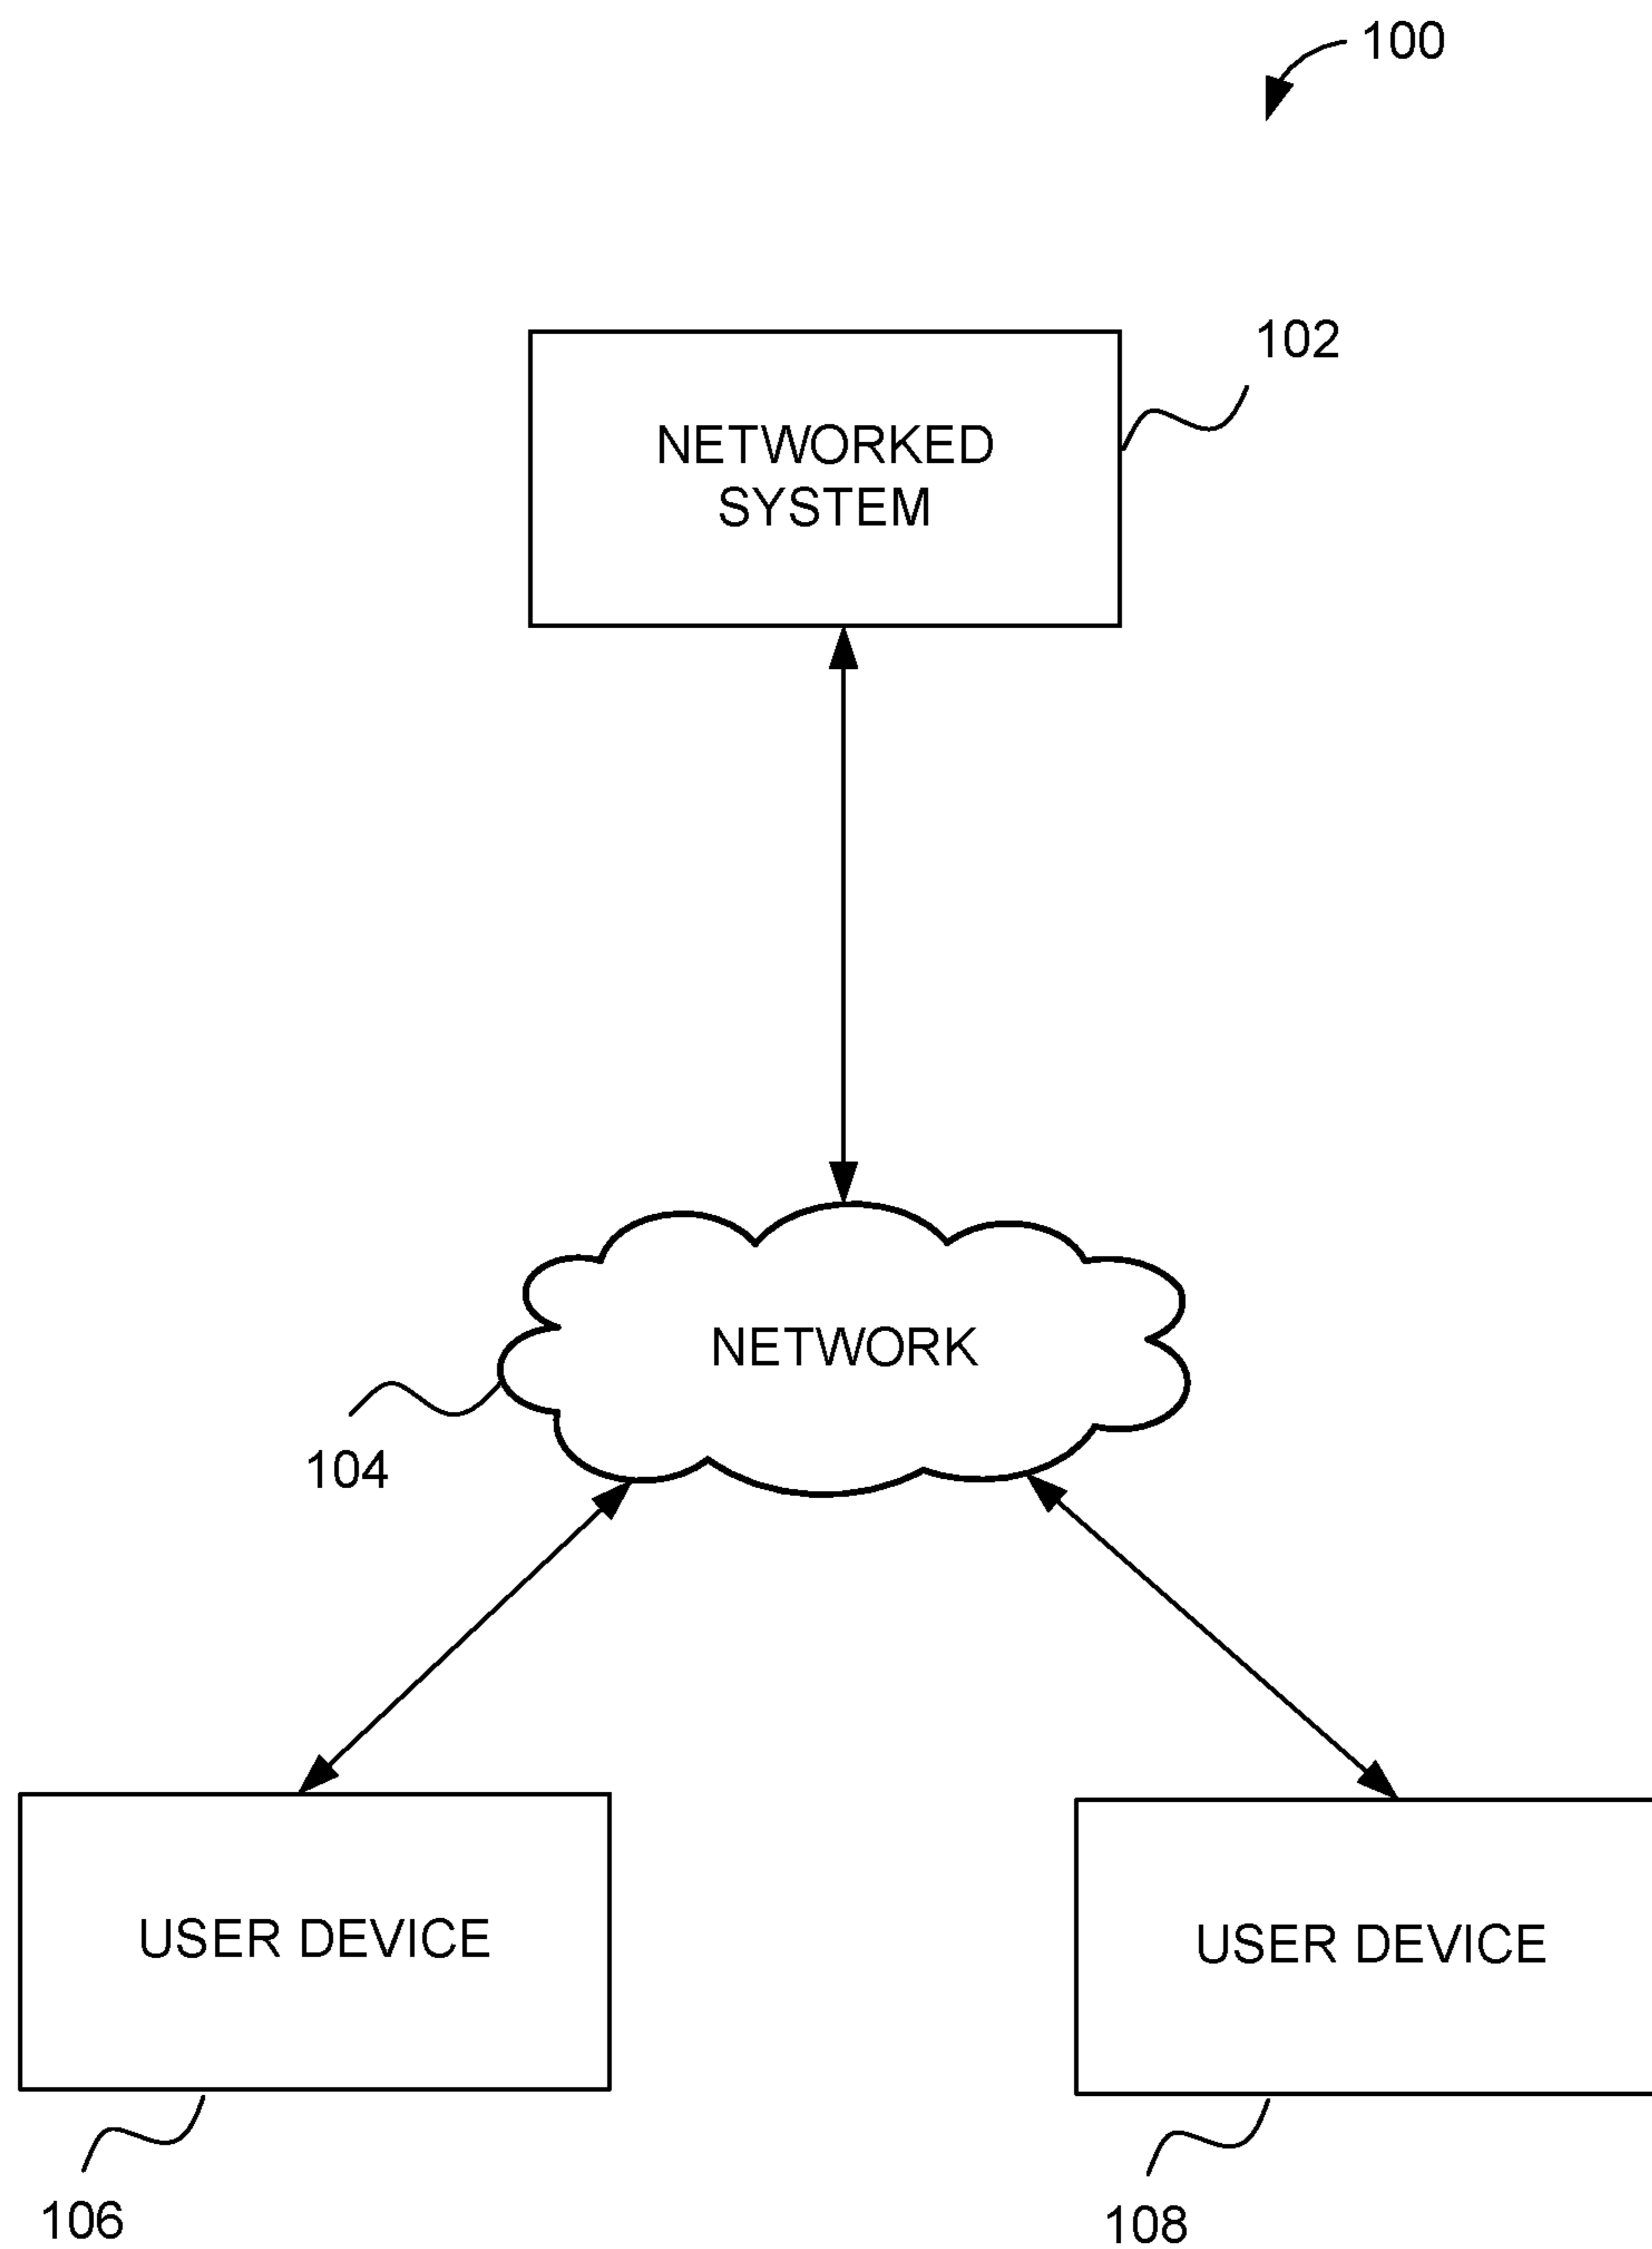 100
102
NETWORKED
SYSTEM
NETWORK
104
USER DEVICE
USER DEVICE
106
108